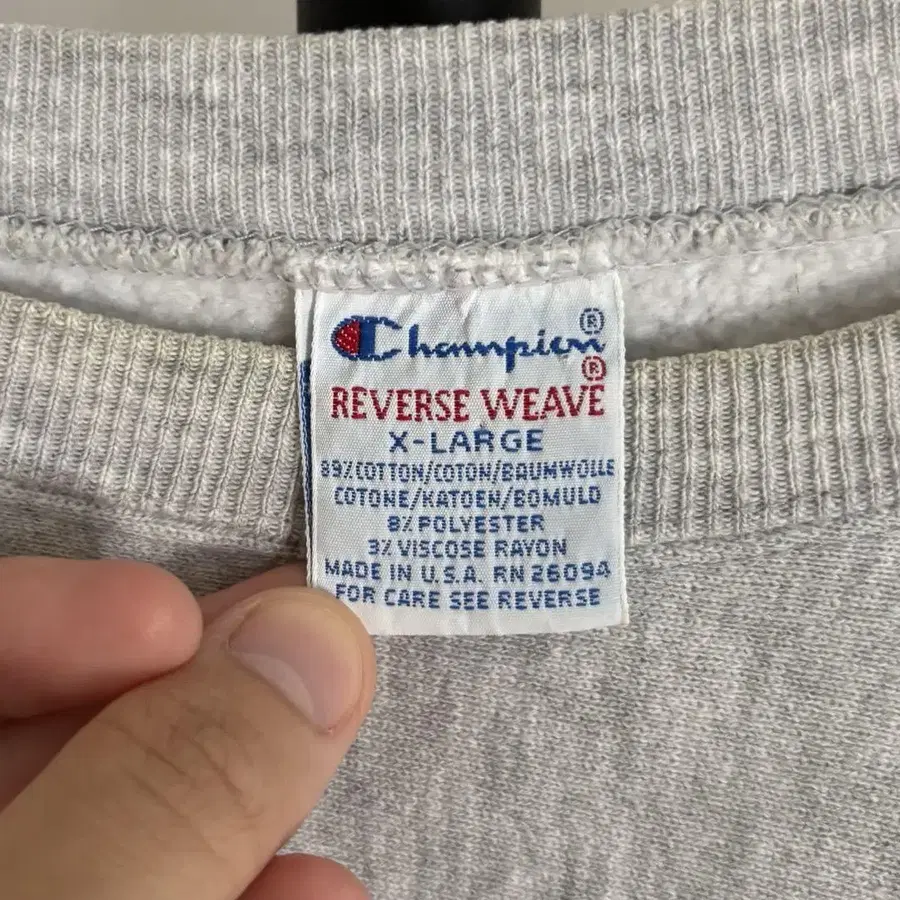 Champion®
REVERSE WEAVE®
X-LARGE
89% COTTON/COTON/BAUMWOLLE
COTONE/KATOEN/BOMULD
8% POLYESTER
3% VISCOSE RAYON
MADE IN U.S.A. RN 26094
FOR CARE SEE REVERSE